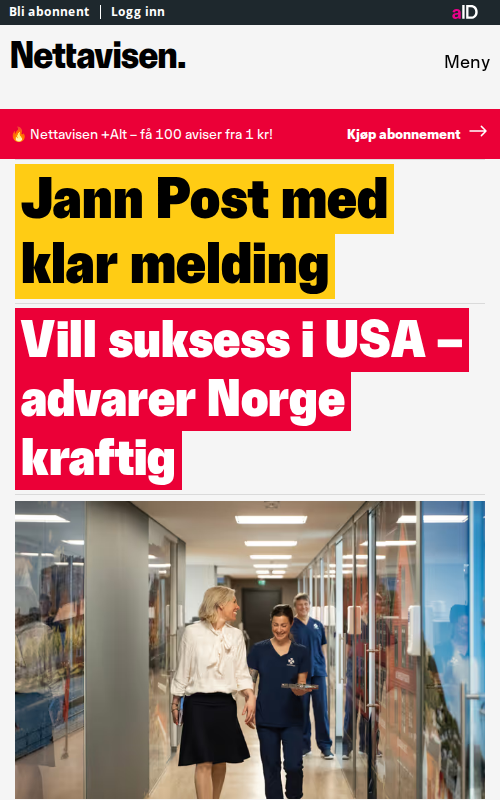 Bli abonnent | Logg inn
aID
Nettavisen.
Meny
🔥 Nettavisen +Alt – få 100 aviser fra 1 kr!
Kjøp abonnement →
Jann Post med
klar melding
Vill suksess i USA –
advarer Norge
kraftig